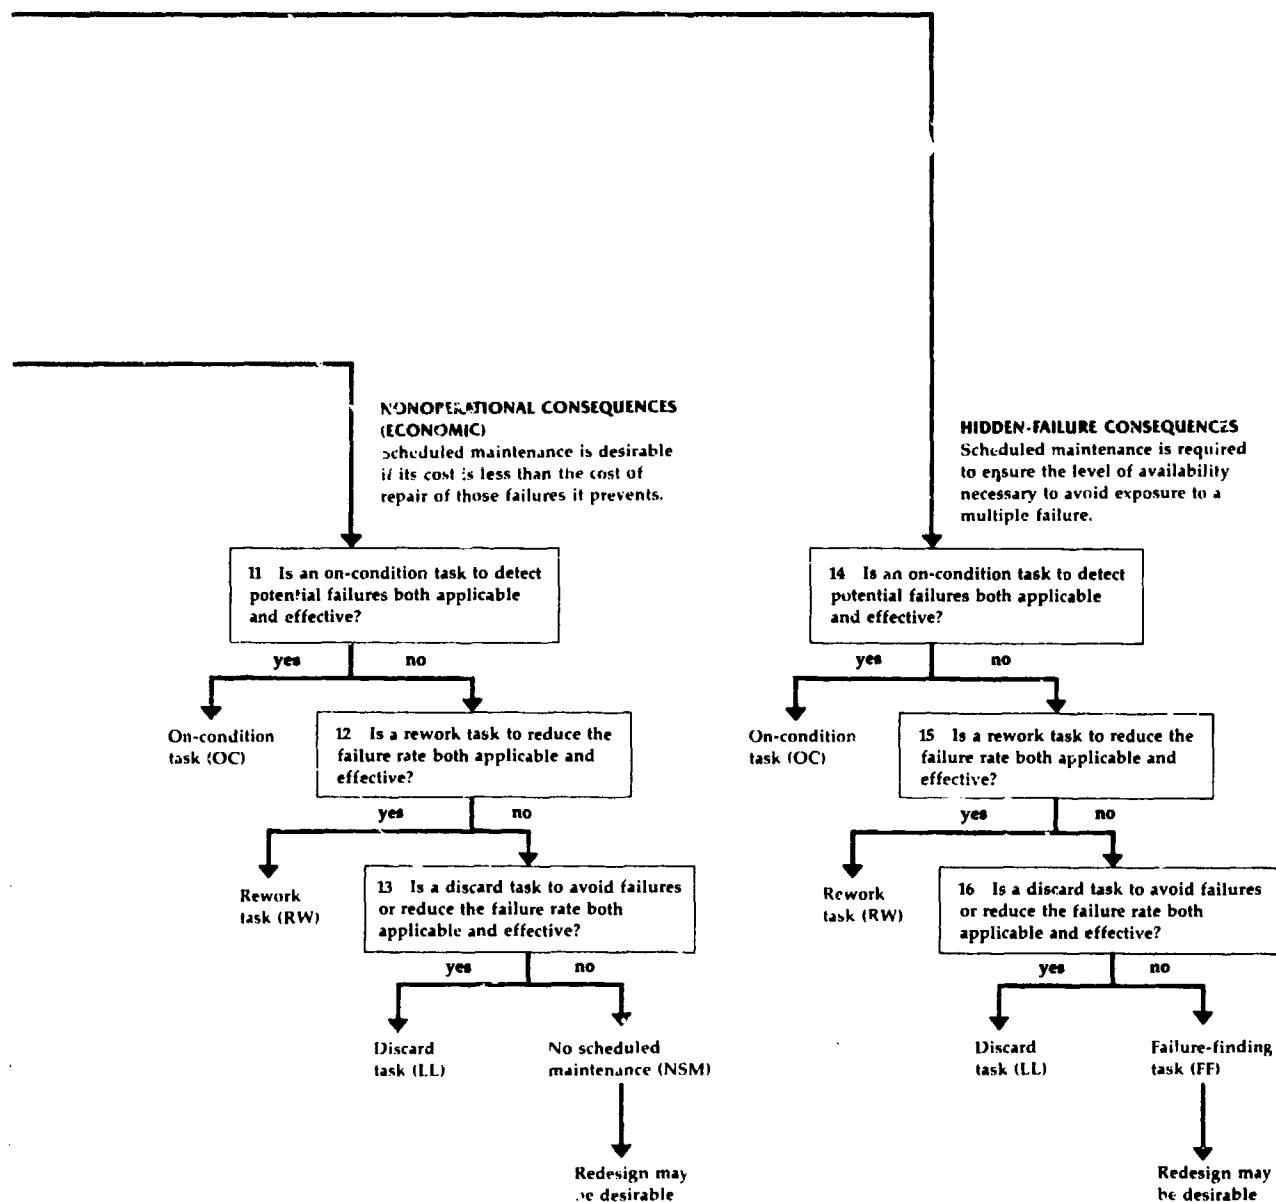 NONOPERATIONAL CONSEQUENCES
(ECONOMIC)
Scheduled maintenance is desirable
if its cost is less than the cost of
repair of those failures it prevents.
11 Is an on-condition task to detect
potential failures both applicable
and effective?
yes no
On-condition
task (OC)
12 Is a rework task to reduce the
failure rate both applicable and
effective?
yes no
Rework
task (RW)
13 Is a discard task to avoid failures
or reduce the failure rate both
applicable and effective?
yes no
Discard
task (LL)
No scheduled
maintenance (NSM)
Redesign may
be desirable
HIDDEN-FAILURE CONSEQUENCES
Scheduled maintenance is required
to ensure the level of availability
necessary to avoid exposure to a
multiple failure.
14 Is an on-condition task to detect
potential failures both applicable
and effective?
yes no
On-condition
task (OC)
15 Is a rework task to reduce the
failure rate both applicable and
effective?
yes no
Rework
task (RW)
16 Is a discard task to avoid failures
or reduce the failure rate both
applicable and effective?
yes no
Discard
task (LL)
Failure-finding
task (FF)
Redesign may
be desirable